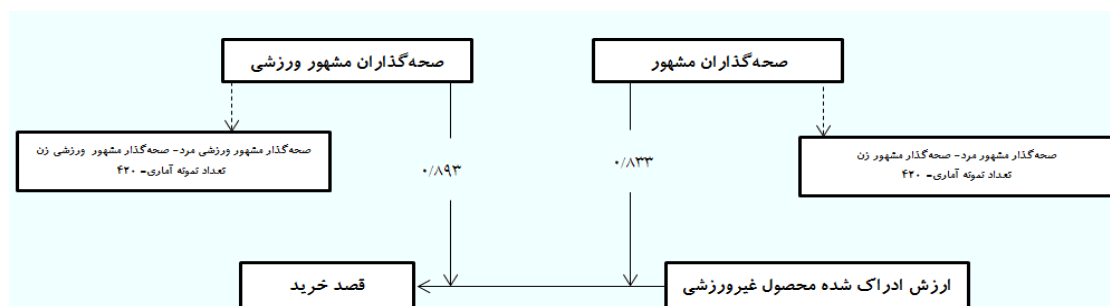 صحه‌گذاران مشهور
صحه‌گذاران مشهور ورزشی
صحه‌گذار مشهور مرد- صحه‌گذار مشهور زن
تعداد نمونه آماری- ۴۲۰
صحه‌گذار مشهور ورزشی مرد- صحه‌گذار مشهور ورزشی زن
تعداد نمونه آماری- ۴۲۰
۰/۸۳۳
۰/۸۹۳
ارزش ادراک شده محصول غیرورزشی
قصد خرید